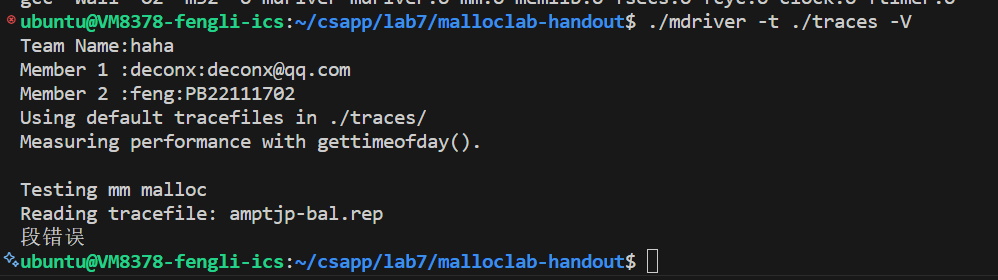 gcc -Wall -O2 -m32 -o mdriver mdriver.o mm.o memlib.o fsecs.o fcyc.o clock.o ftimer.o
ubuntu@VM8378-fengli-ics:~/csapp/lab7/malloclab-handout$ ./mdriver -t ./traces -V
Team Name:haha
Member 1 :deconx:deconx@qq.com
Member 2 :feng:PB22111702
Using default tracefiles in ./traces/
Measuring performance with gettimeofday().
Testing mm malloc
Reading tracefile: amptjp-bal.rep
段错误
ubuntu@VM8378-fengli-ics:~/csapp/lab7/malloclab-handout$